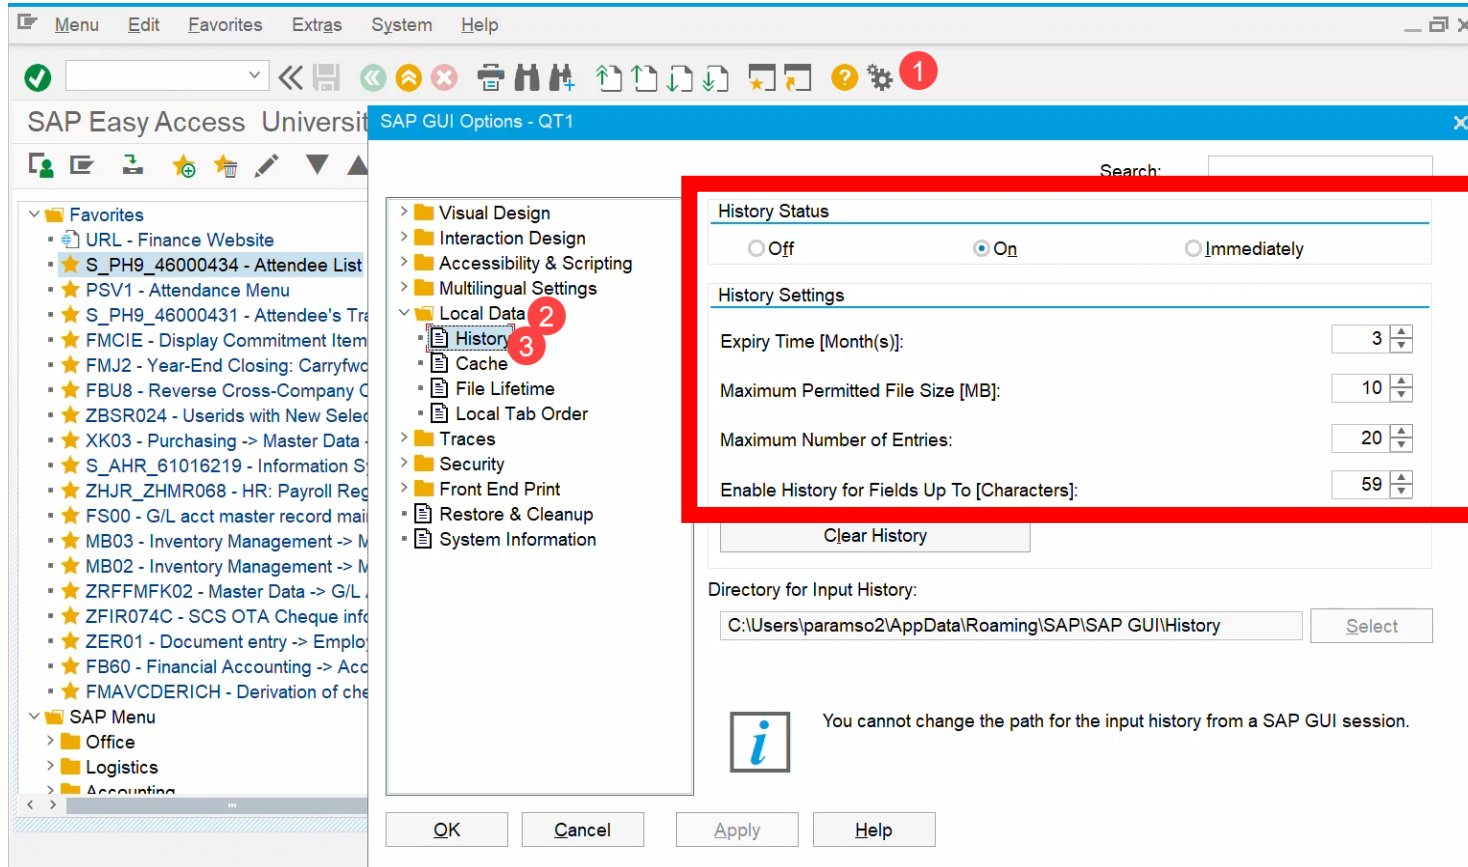 Menu Edit Favorites Extras System Help
1
SAP Easy Access Universit
SAP GUI Options - QT1
Search:
Favorites
URL - Finance Website
S_PH9_46000434 - Attendee List
PSV1 - Attendance Menu
S_PH9_46000431 - Attendee's Tra
FMCIE - Display Commitment Item
FMJ2 - Year-End Closing: Carryfwd
FBU8 - Reverse Cross-Company C
ZBSR024 - Userids with New Selec
XK03 - Purchasing -> Master Data -
S_AHR_61016219 - Information Sy
ZHJR_ZHMR068 - HR: Payroll Reg
FS00 - G/L acct master record mai
MB03 - Inventory Management -> M
MB02 - Inventory Management -> M
ZRFFMFK02 - Master Data -> G/L
ZFIR074C - SCS OTA Cheque info
ZER01 - Document entry -> Employ
FB60 - Financial Accounting -> Acc
FMAVCDERICH - Derivation of che
SAP Menu
Office
Logistics
Accounting
Visual Design
Interaction Design
Accessibility & Scripting
Multilingual Settings
Local Data 2
History 3
Cache
File Lifetime
Local Tab Order
Traces
Security
Front End Print
Restore & Cleanup
System Information
History Status
Off On Immediately
History Settings
Expiry Time [Month(s)]: 3
Maximum Permitted File Size [MB]: 10
Maximum Number of Entries: 20
Enable History for Fields Up To [Characters]: 59
Clear History
Directory for Input History:
C:\Users\paramso2\AppData\Roaming\SAP\SAP GUI\History Select
You cannot change the path for the input history from a SAP GUI session.
OK Cancel Apply Help